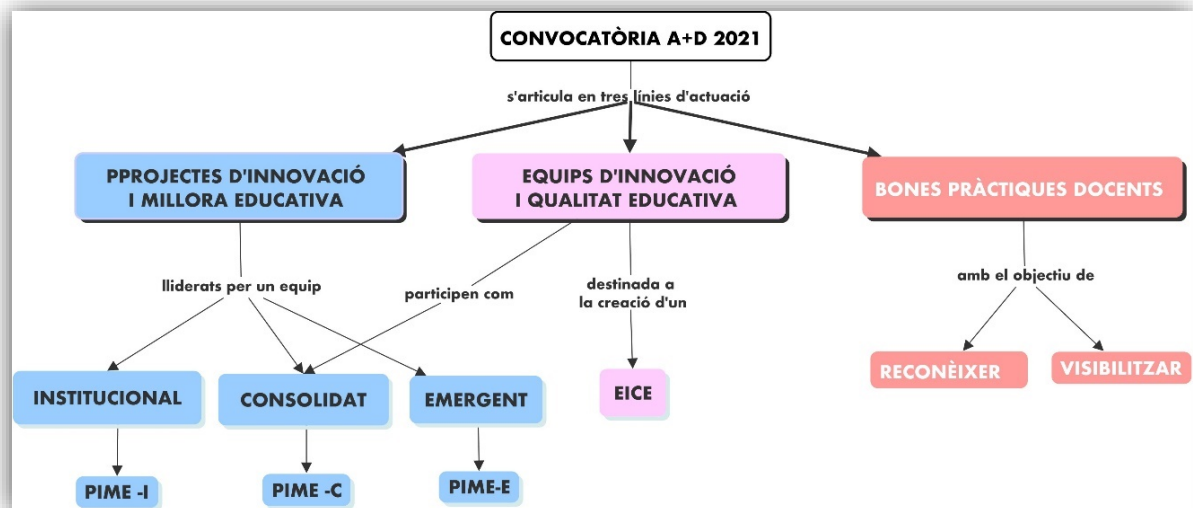 CONVOCATÒRIA A+D 2021
s'articula en tres línies d'actuació
PPROJECTES D'INNOVACIÓ
I MILLORA EDUCATIVA
EQUIPS D'INNOVACIÓ
I QUALITAT EDUCATIVA
BONES PRÀCTIQUES DOCENTS
lliderats per un equip
participen com
destinada a
la creació d'un
amb el objectiu de
INSTITUCIONAL
CONSOLIDAT
EMERGENT
EICE
RECONÈIXER
VISIBILITZAR
PIME -I
PIME -C
PIME-E